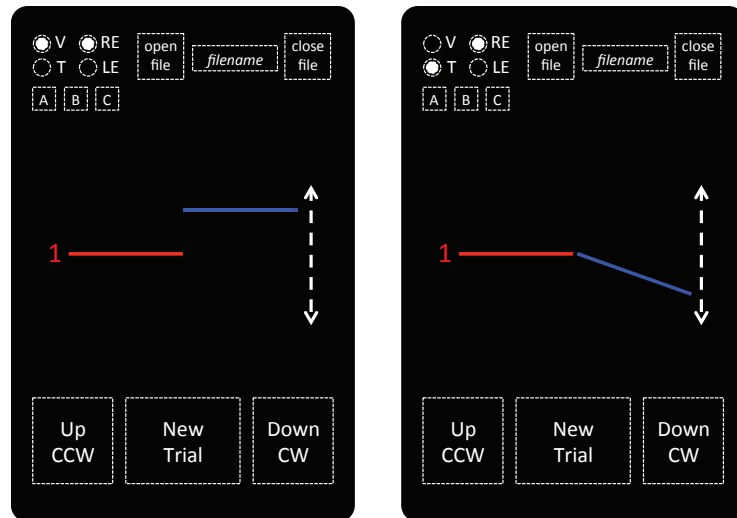 V RE
T LE
open
file
filename
close
file
A B C
1
Up
CCW
New
Trial
Down
CW
V RE
T LE
open
file
filename
close
file
A B C
1
Up
CCW
New
Trial
Down
CW